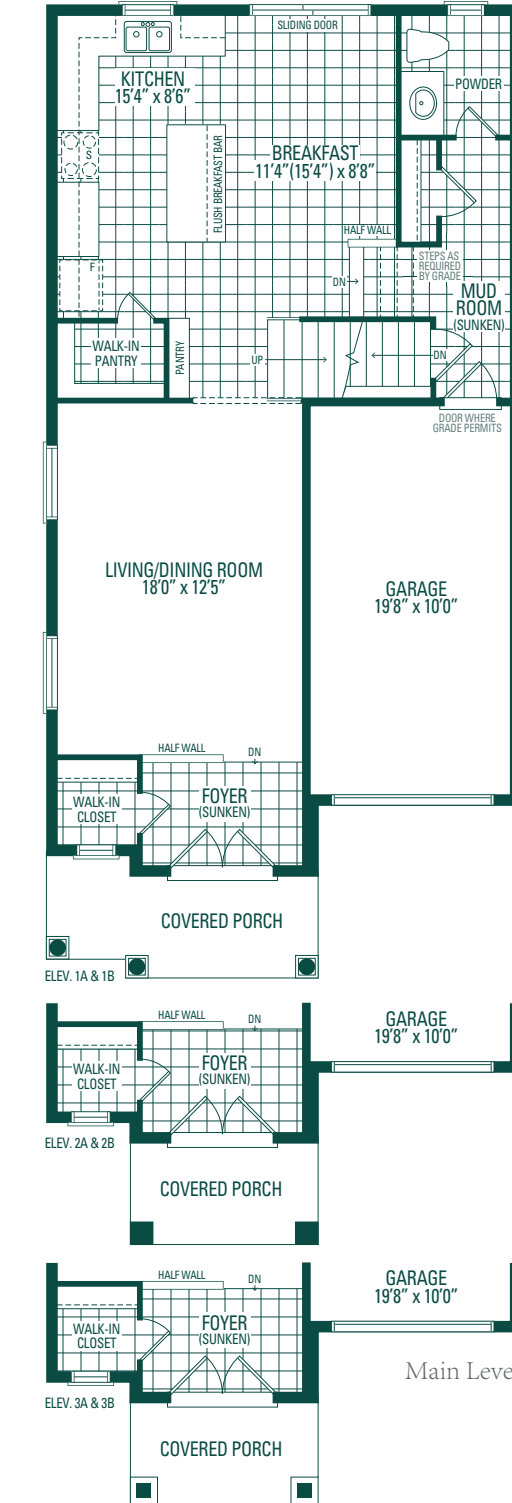 SLIDING DOOR
KITCHEN
15'4" x 8'6"
POWDER
S
FLUSH BREAKFAST BAR
BREAKFAST
11'4"(15'4") x 8'8"
HALF WALL
F
DN
STEPS AS
REQUIRED
BY GRADE
MUD
ROOM
(SUNKEN)
WALK-IN
PANTRY
PANTRY
UP
DN
DOOR WHERE
GRADE PERMITS
LIVING/DINING ROOM
18'0" x 12'5"
GARAGE
19'8" x 10'0"
HALF WALL
DN
WALK-IN
CLOSET
FOYER
(SUNKEN)
COVERED PORCH
ELEV. 1A & 1B
HALF WALL
DN
GARAGE
19'8" x 10'0"
WALK-IN
CLOSET
FOYER
(SUNKEN)
ELEV. 2A & 2B
COVERED PORCH
HALF WALL
DN
GARAGE
19'8" x 10'0"
WALK-IN
CLOSET
FOYER
(SUNKEN)
Main Leve
ELEV. 3A & 3B
COVERED PORCH